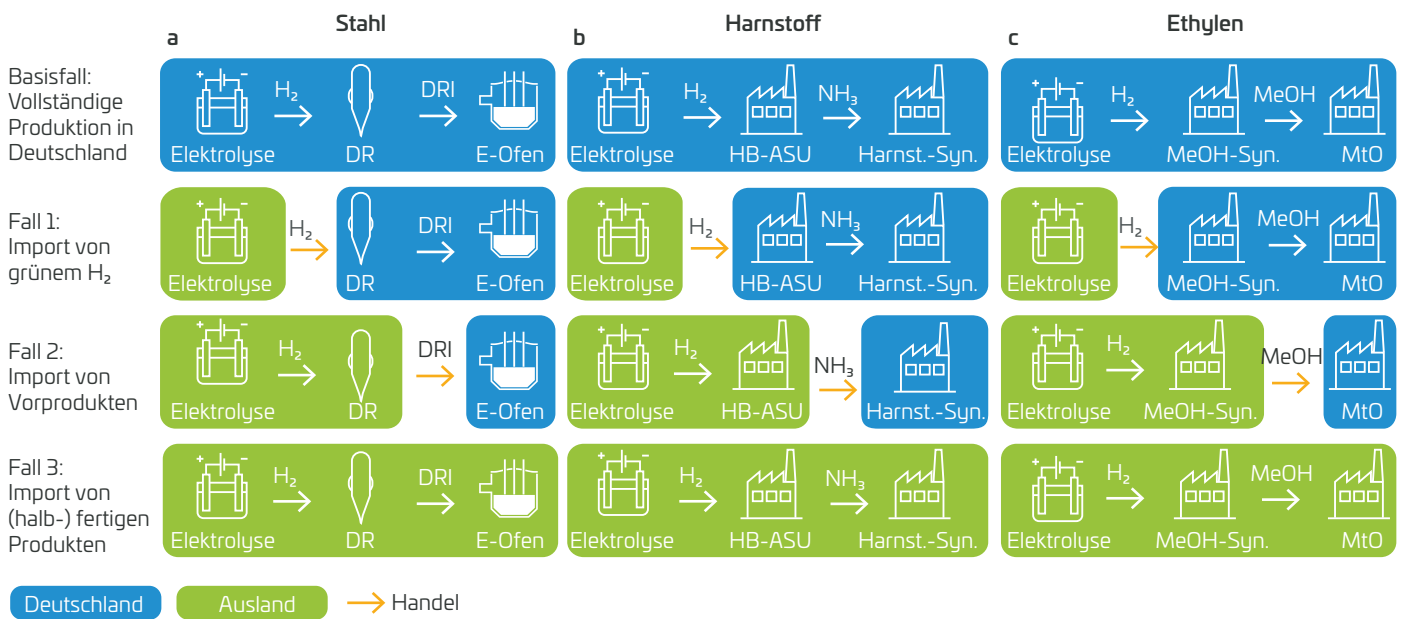 Stahl Harnstoff Ethylen
a b c
Basisfall:
Vollständige
Produktion in
Deutschland
+ - H₂ DRI
Elektrolyse DR E-Ofen
+ - H₂ NH₃
Elektrolyse HB-ASU Harnst.-Syn.
+ - H₂ MeOH
Elektrolyse MeOH-Syn. MtO
Fall 1:
Import von
grünem H₂
+ - H₂ DRI
Elektrolyse DR E-Ofen
+ - H₂ NH₃
Elektrolyse HB-ASU Harnst.-Syn.
+ - H₂ MeOH
Elektrolyse MeOH-Syn. MtO
Fall 2:
Import von
Vorprodukten
+ - H₂ DRI
Elektrolyse DR E-Ofen
+ - H₂ NH₃
Elektrolyse HB-ASU Harnst.-Syn.
+ - H₂ MeOH
Elektrolyse MeOH-Syn. MtO
Fall 3:
Import von
(halb-) fertigen
Produkten
+ - H₂ DRI
Elektrolyse DR E-Ofen
+ - H₂ NH₃
Elektrolyse HB-ASU Harnst.-Syn.
+ - H₂ MeOH
Elektrolyse MeOH-Syn. MtO
Deutschland Ausland Handel